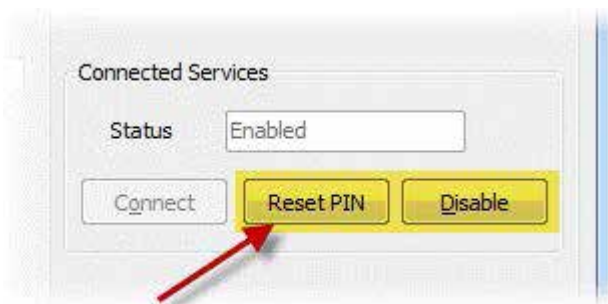 Connected Services
Status Enabled
Connect Reset PIN Disable